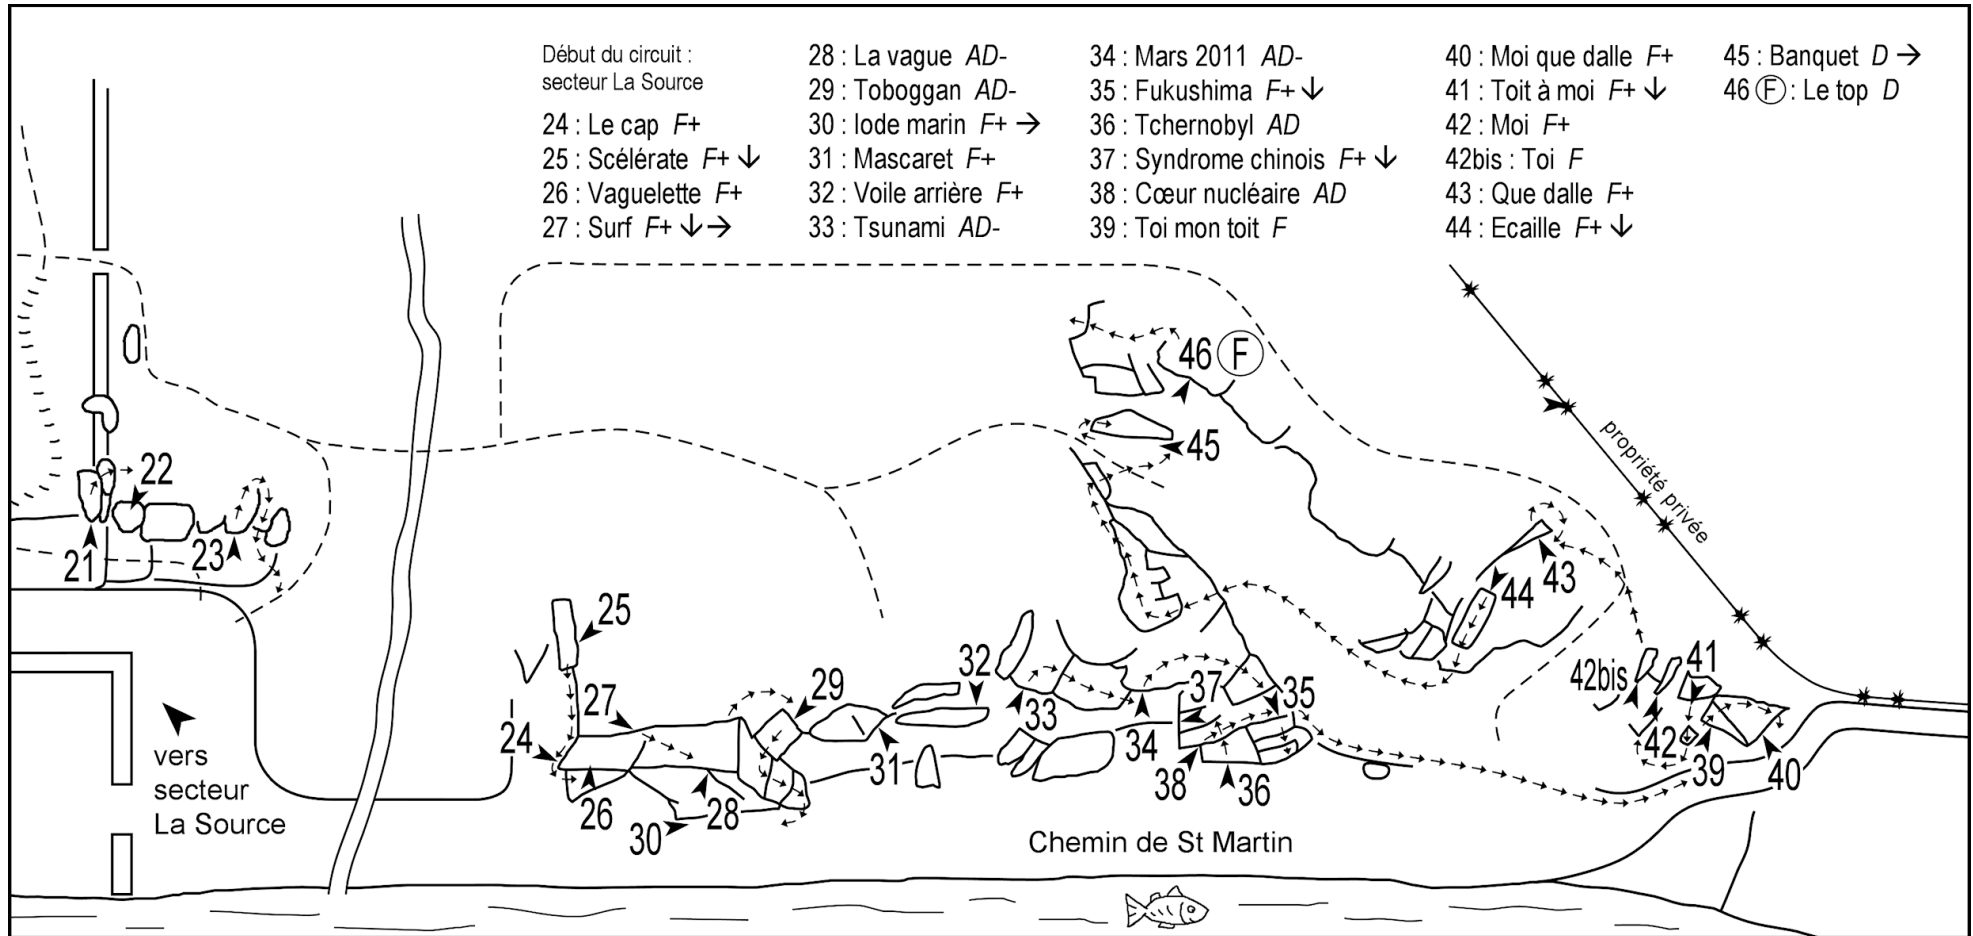 Début du circuit :
secteur La Source
24 : Le cap F+
25 : Scélérate F+ ↓
26 : Vaguelette F+
27 : Surf F+ ↓→
28 : La vague AD-
29 : Toboggan AD-
30 : Iode marin F+ →
31 : Mascaret F+
32 : Voile arrière F+
33 : Tsunami AD-
34 : Mars 2011 AD-
35 : Fukushima F+ ↓
36 : Tchernobyl AD
37 : Syndrome chinois F+ ↓
38 : Cœur nucléaire AD
39 : Toi mon toit F
40 : Moi que dalle F+
41 : Toit à moi F+ ↓
42 : Moi F+
42bis : Toi F
43 : Que dalle F+
44 : Ecaille F+ ↓
45 : Banquet D →
46 Ⓕ : Le top D
46 Ⓕ
45
propriété privée
22
21
23
43
44
25
32
29
27
33
37
35
42bis
41
24
34
42
31
39
40
38
36
26
28
30
vers
secteur
La Source
Chemin de St Martin